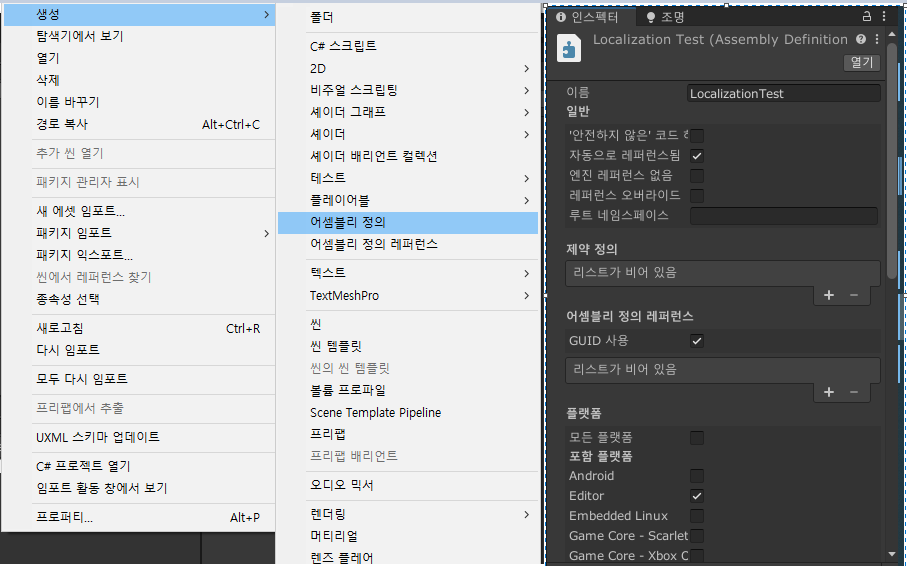 생성
탐색기에서 보기
열기
삭제
이름 바꾸기
경로 복사 Alt+Ctrl+C
추가 씬 열기
패키지 관리자 표시
새 에셋 임포트...
패키지 임포트
패키지 익스포트...
씬에서 레퍼런스 찾기
종속성 선택
새로고침 Ctrl+R
다시 임포트
모두 다시 임포트
프리팹에서 추출
UXML 스키마 업데이트
C# 프로젝트 열기
임포트 활동 창에서 보기
프로퍼티... Alt+P
폴더
C# 스크립트
2D
비주얼 스크립팅
셰이더 그래프
셰이더
셰이더 배리언트 컬렉션
테스트
플레이어블
어셈블리 정의
어셈블리 정의 레퍼런스
텍스트
TextMeshPro
씬
씬 템플릿
씬의 씬 템플릿
볼륨 프로파일
Scene Template Pipeline
프리팹
프리팹 배리언트
오디오 믹서
렌더링
머티리얼
렌즈 플레어
인스펙터 조명
Localization Test (Assembly Definition
열기
이름 LocalizationTest
일반
'안전하지 않은' 코드
자동으로 레퍼런스됨
엔진 레퍼런스 없음
레퍼런스 오버라이드
루트 네임스페이스
제약 정의
리스트가 비어 있음
어셈블리 정의 레퍼런스
GUID 사용
리스트가 비어 있음
플랫폼
모든 플랫폼
포함 플랫폼
Android
Editor
Embedded Linux
Game Core - Scarlet
Game Core - Xbox